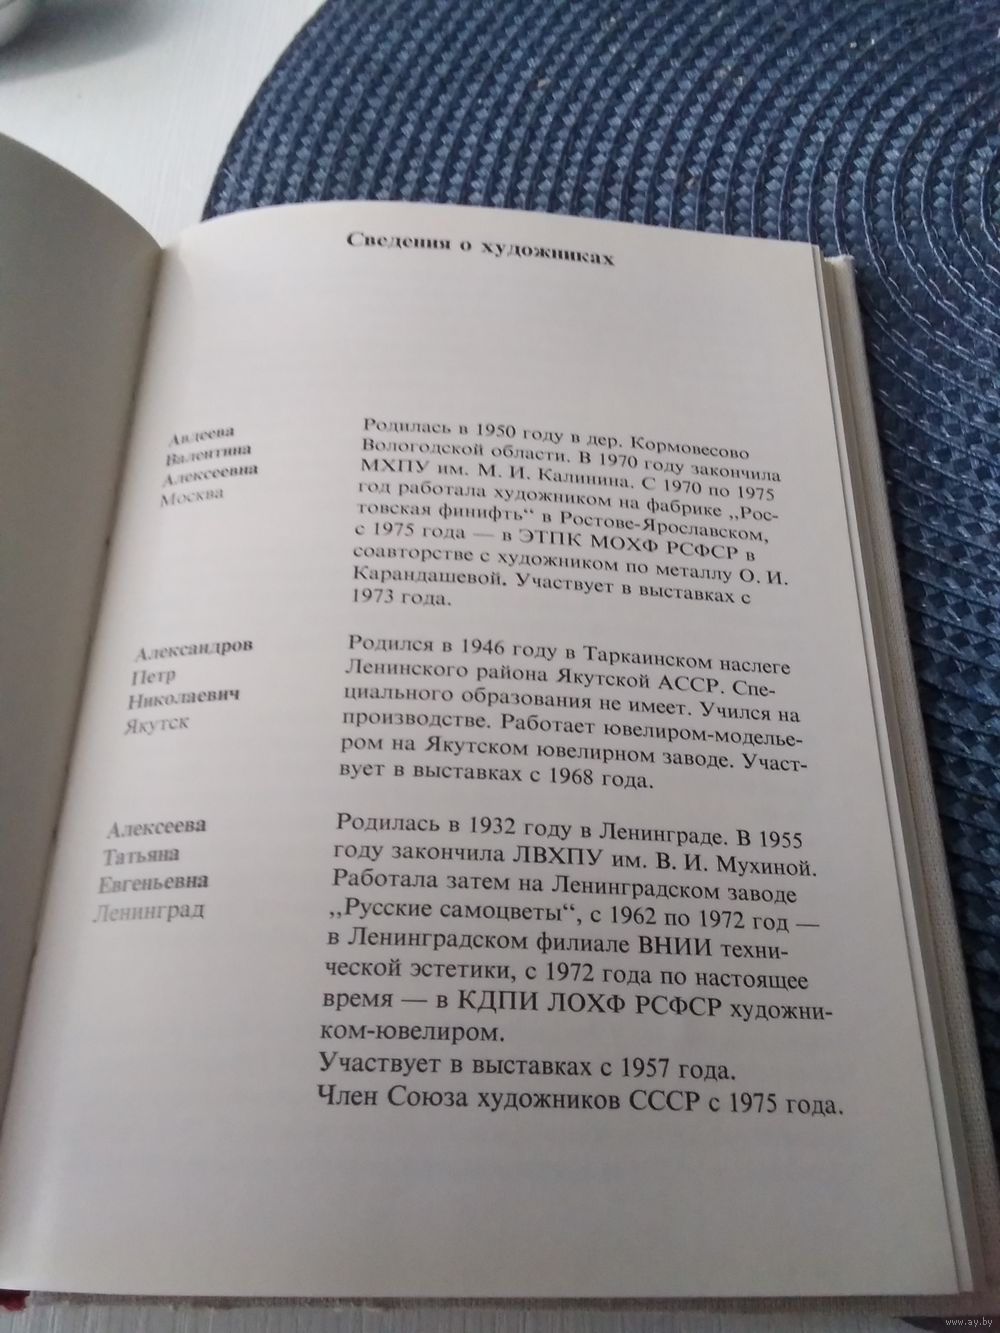 Сведения о художниках
Авдеева
Валентина
Алексеевна
Москва
Родилась в 1950 году в дер. Кормовесово
Вологодской области. В 1970 году закончила
МХПУ им. М. И. Калинина. С 1970 по 1975
год работала художником на фабрике „Рос-
товская финифть“ в Ростове-Ярославском,
с 1975 года — в ЭТПК МОХФ РСФСР в
соавторстве с художником по металлу О. И.
Карандашевой. Участвует в выставках с
1973 года.
Александров
Петр
Николаевич
Якутск
Родился в 1946 году в Таркаинском наслеге
Ленинского района Якутской АССР. Спе-
циального образования не имеет. Учился на
производстве. Работает ювелиром-моделье-
ром на Якутском ювелирном заводе. Участ-
вует в выставках с 1968 года.
Алексеева
Татьяна
Евгеньевна
Ленинград
Родилась в 1932 году в Ленинграде. В 1955
году закончила ЛВХПУ им. В. И. Мухиной.
Работала затем на Ленинградском заводе
„Русские самоцветы“, с 1962 по 1972 год —
в Ленинградском филиале ВНИИ техни-
ческой эстетики, с 1972 года по настоящее
время — в КДПИ ЛОХФ РСФСР художни-
ком-ювелиром.
Участвует в выставках с 1957 года.
Член Союза художников СССР с 1975 года.
www.ay.by